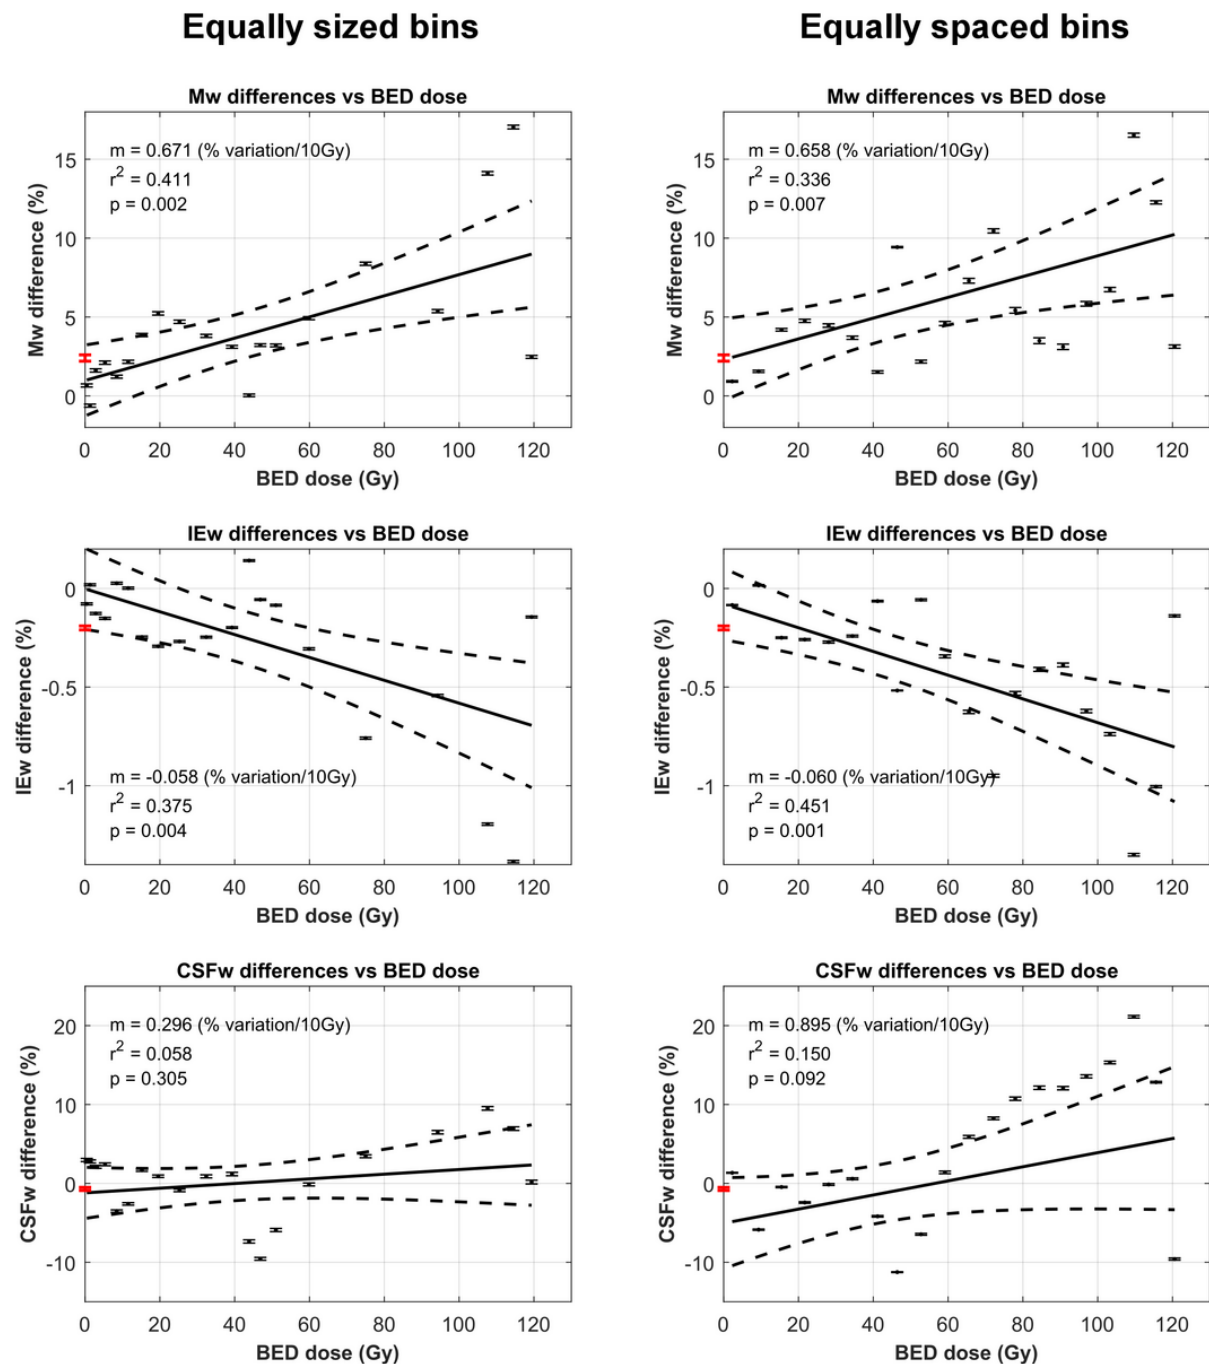 Equally sized bins
Equally spaced bins
Mw differences vs BED dose
m = 0.671 (% variation/10Gy)
r2 = 0.411
p = 0.002
Mw difference (%)
15
10
5
0
0 20 40 60 80 100 120
BED dose (Gy)
Mw differences vs BED dose
m = 0.658 (% variation/10Gy)
r2 = 0.336
p = 0.007
Mw difference (%)
15
10
5
0
0 20 40 60 80 100 120
BED dose (Gy)
IEw differences vs BED dose
IEw difference (%)
0
-0.5
-1
m = -0.058 (% variation/10Gy)
r2 = 0.375
p = 0.004
0 20 40 60 80 100 120
BED dose (Gy)
IEw differences vs BED dose
IEw difference (%)
0
-0.5
-1
m = -0.060 (% variation/10Gy)
r2 = 0.451
p = 0.001
0 20 40 60 80 100 120
BED dose (Gy)
CSFw differences vs BED dose
m = 0.296 (% variation/10Gy)
r2 = 0.058
p = 0.305
CSFw difference (%)
20
10
0
-10
0 20 40 60 80 100 120
BED dose (Gy)
CSFw differences vs BED dose
m = 0.895 (% variation/10Gy)
r2 = 0.150
p = 0.092
CSFw difference (%)
20
10
0
-10
0 20 40 60 80 100 120
BED dose (Gy)